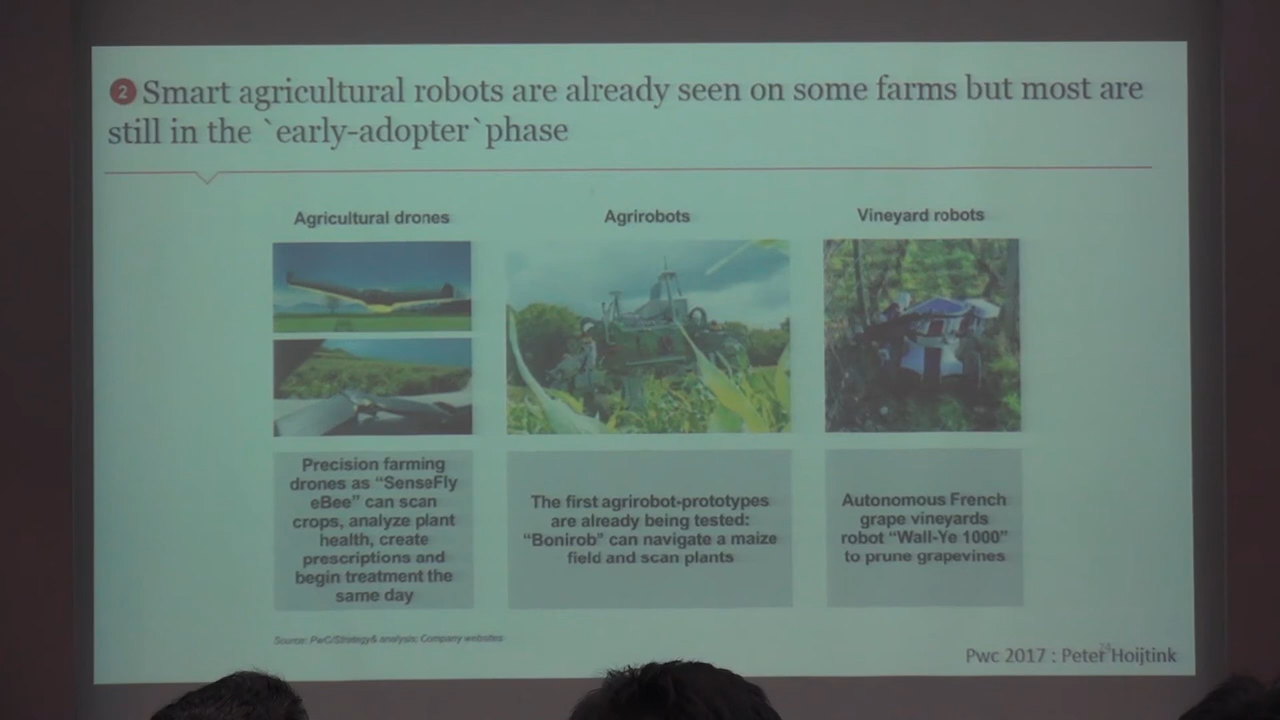 2 Smart agricultural robots are already seen on some farms but most are
still in the `early-adopter` phase
Agricultural drones
Agrirobots
Vineyard robots
Precision farming
drones as “SenseFly
eBee” can scan
crops, analyze plant
health, create
prescriptions and
begin treatment the
same day
The first agrirobot-prototypes
are already being tested:
“Bonirob” can navigate a maize
field and scan plants
Autonomous French
grape vineyards
robot “Wall-Ye 1000”
to prune grapevines
Source: PwC/Strategy& analysis; Company websites
Pwc 2017 : Peter Hoijtink